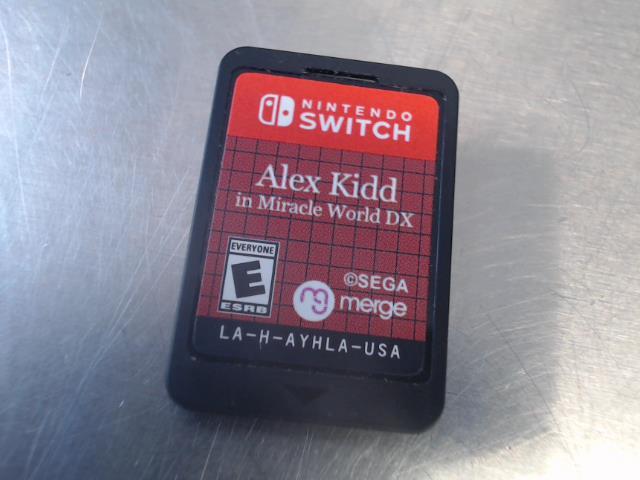 NINTENDO
SWITCH
Alex Kidd
in Miracle World DX
EVERYONE
E
ESRB
©SEGA
merge
LA-H-AYHLA-USA